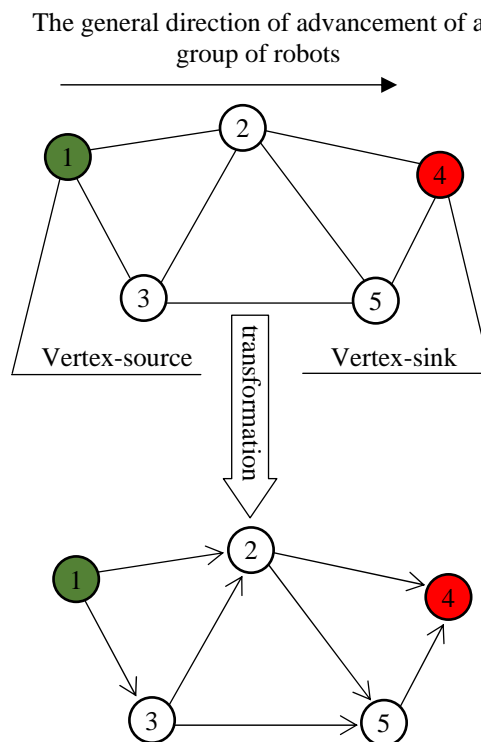 The general direction of advancement of a
group of robots
2
1
4
3
5
Vertex-source
Vertex-sink
transformation
2
1
4
3
5